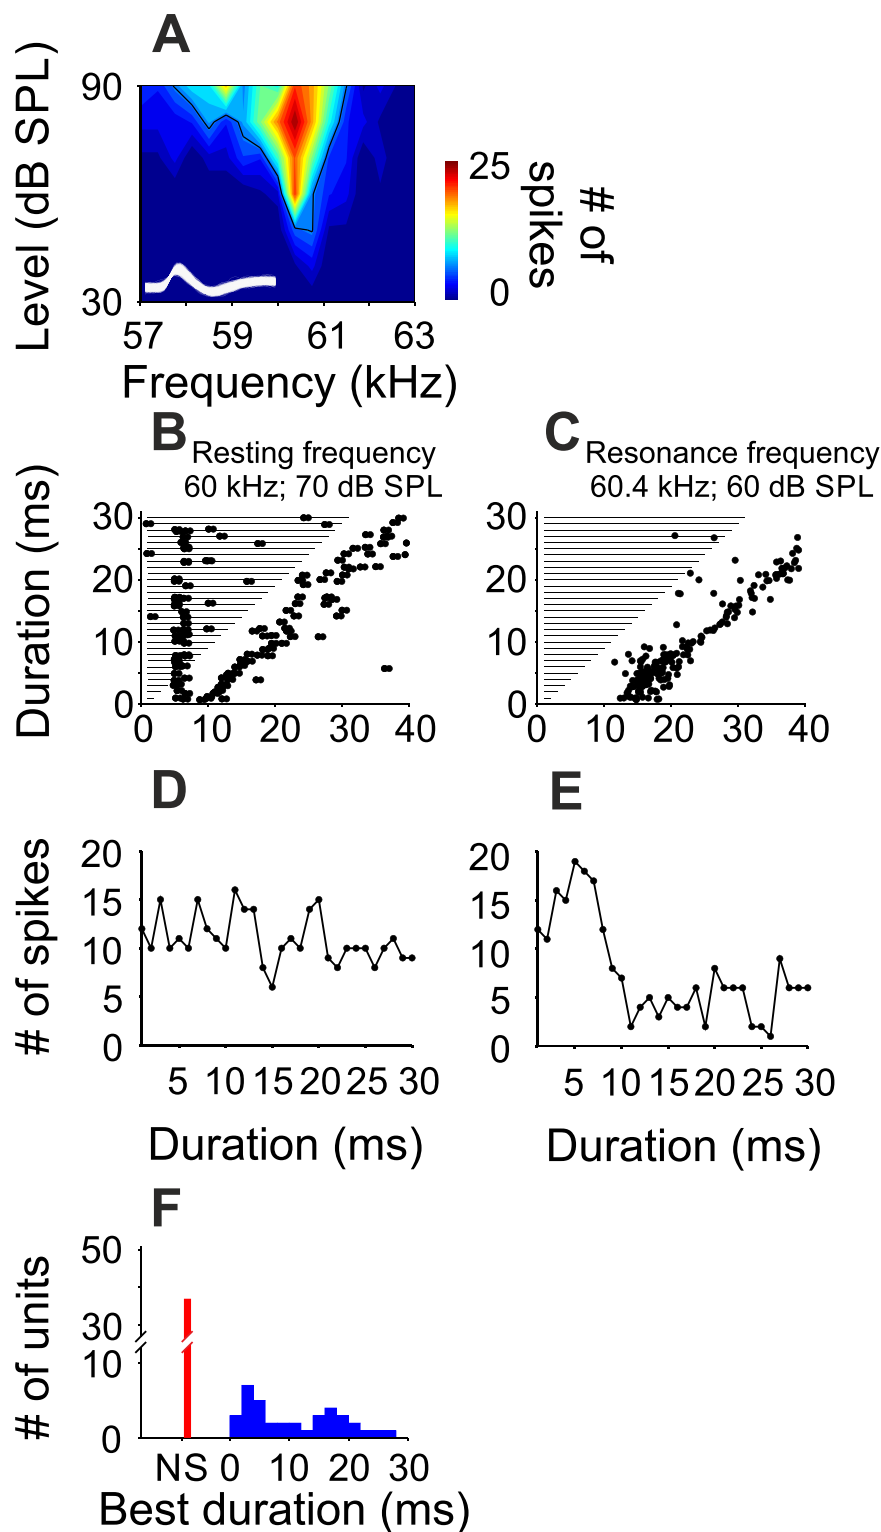 A
Level (dB SPL)
90
30
57 59 61 63
Frequency (kHz)
25
0
# of
spikes
B
Resting frequency
60 kHz; 70 dB SPL
C
Resonance frequency
60.4 kHz; 60 dB SPL
Duration (ms)
30
20
10
0
0 10 20 30 40
30
20
10
0
0 10 20 30 40
D
# of spikes
20
15
10
5
0
5 10 15 20 25 30
Duration (ms)
E
20
15
10
5
0
5 10 15 20 25 30
Duration (ms)
F
# of units
50
30
10
0
NS 0 10 20 30
Best duration (ms)